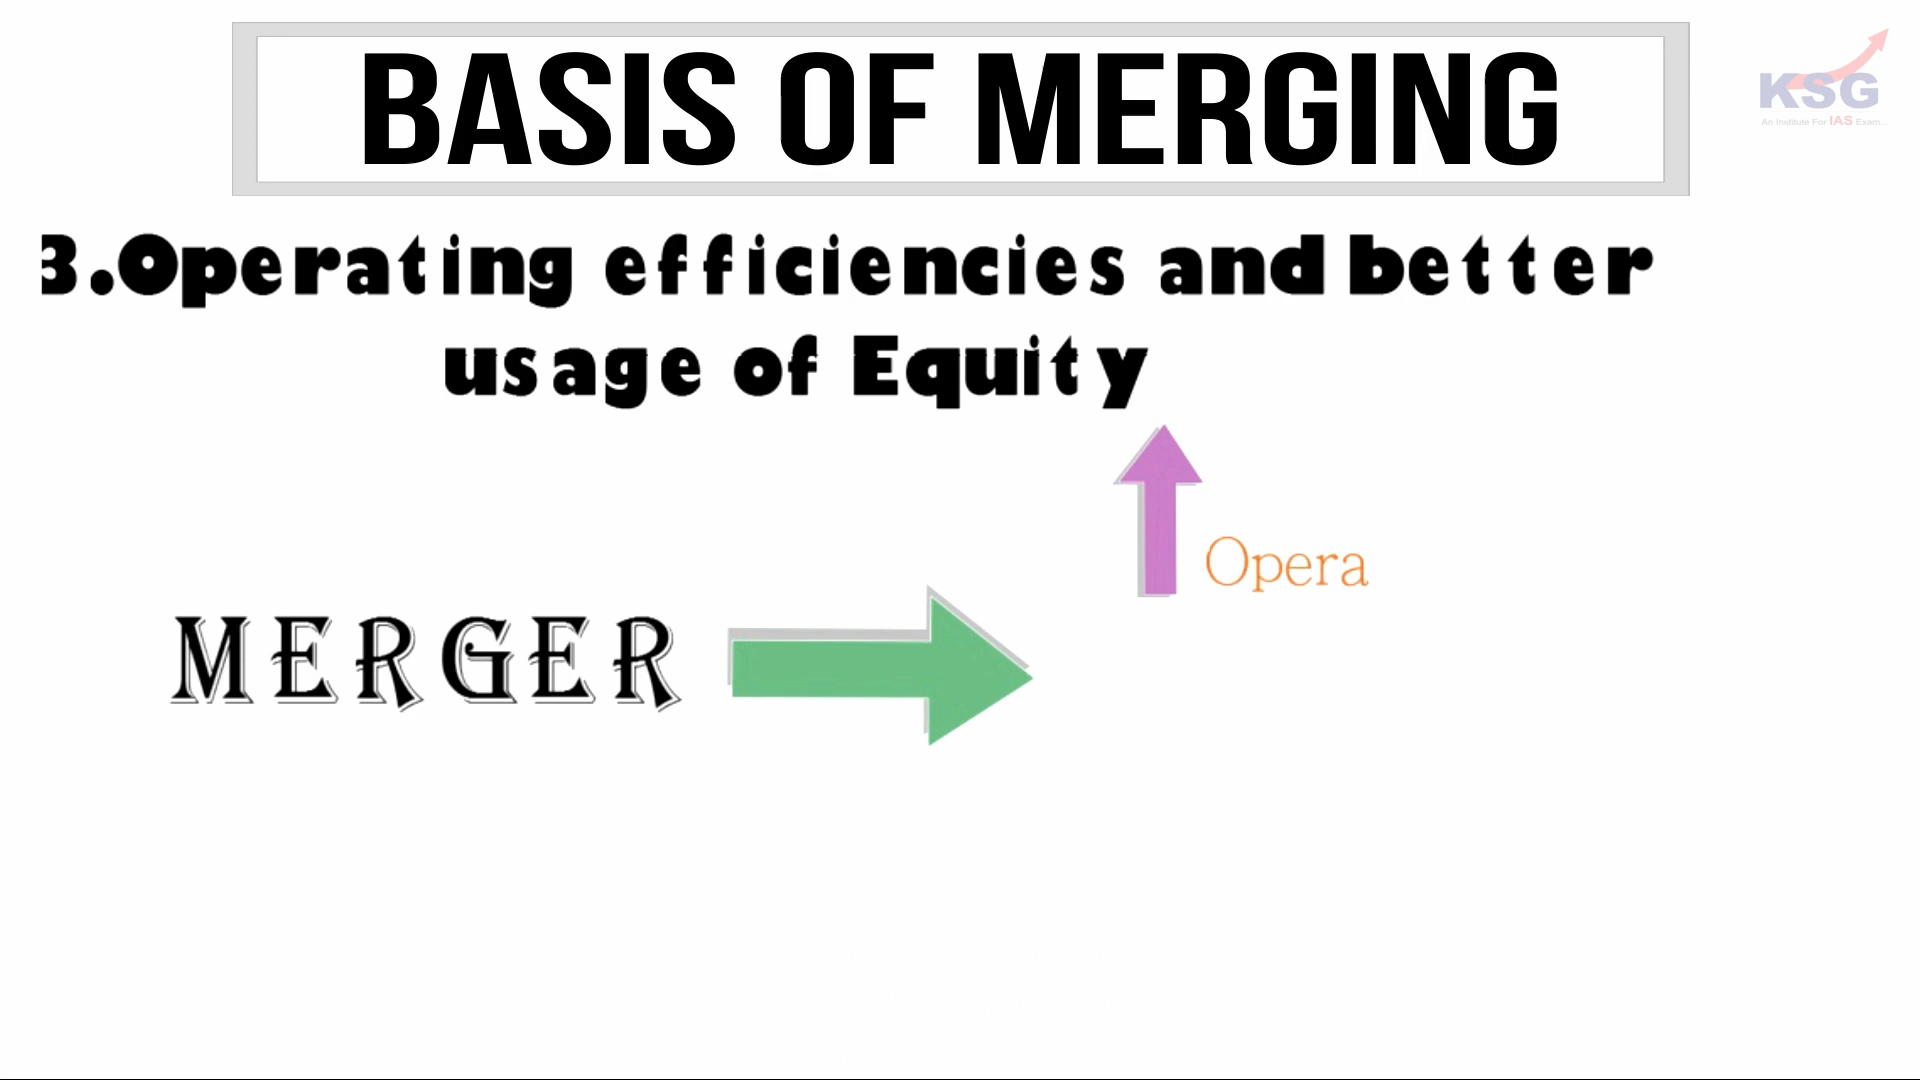 BASIS OF MERGING
KSG
An Institute For IAS Exam...
3.Operating efficiencies and better
usage of Equity
Opera
MERGER